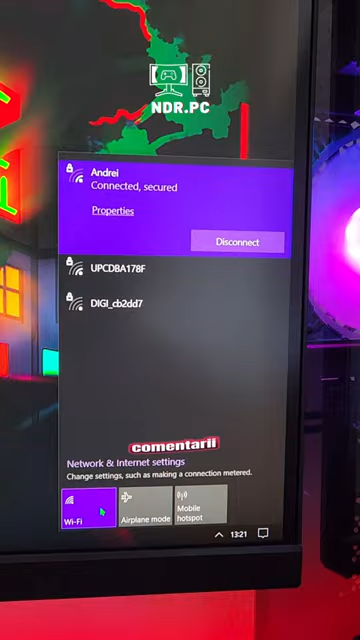 NDR.PC
Andrei
Connected, secured
Properties
Disconnect
UPCDBA178F
DIGI_cb2dd7
comentarii
Network & Internet settings
Change settings, such as making a connection metered.
Wi-Fi
Airplane mode
Mobile
hotspot
13:21